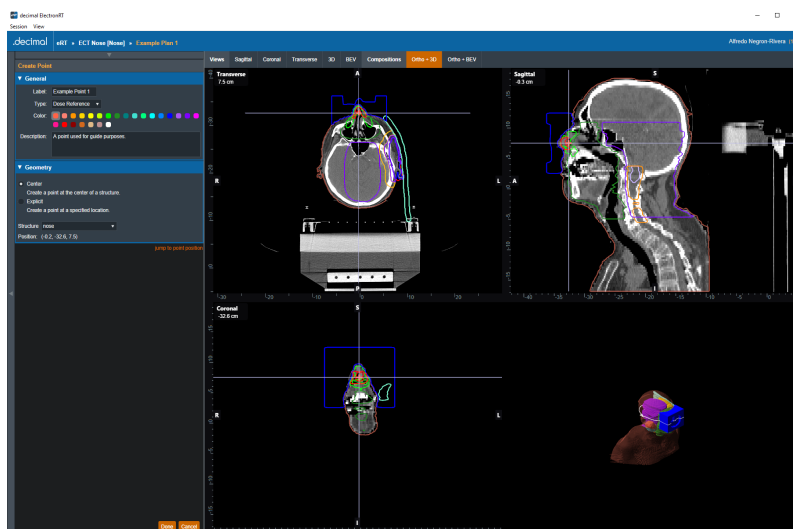 decimal ElectronRT
Session View
.decimal eRT » ECT Nose [Nose] » Example Plan 1
Alfredo Negron-Rivera
Create Point
General
Label: Example Point 1
Type: Dose Reference
Color:
Description: A point used for guide purposes.
Geometry
Center
Create a point at the center of a structure.
Explicit
Create a point at a specified location.
Structure nose
Position: (-0.2, -32.6, 7.5)
jump to point position
Done Cancel
Views Sagittal Coronal Transverse 3D BEV Compositions Ortho + 3D Ortho + BEV
Transverse
7.5 cm
A
R
L
P
Sagittal
-0.3 cm
S
A
I
Coronal
-32.6 cm
S
R
L
I